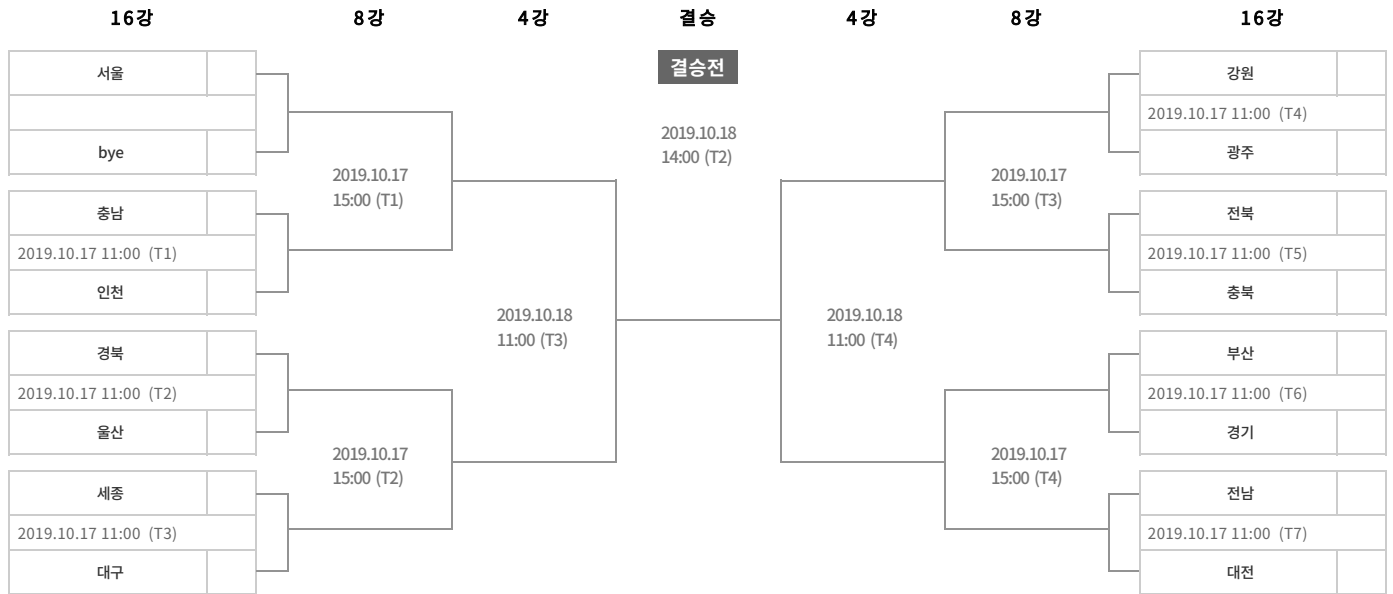 16강 8강 4강 결승 4강 8강 16강
결승전
2019.10.18
14:00 (T2)
서울
bye
충남
2019.10.17 11:00 (T1)
인천
경북
2019.10.17 11:00 (T2)
울산
세종
2019.10.17 11:00 (T3)
대구
2019.10.17
15:00 (T1)
2019.10.17
15:00 (T2)
2019.10.18
11:00 (T3)
2019.10.18
11:00 (T4)
2019.10.17
15:00 (T3)
2019.10.17
15:00 (T4)
강원
2019.10.17 11:00 (T4)
광주
전북
2019.10.17 11:00 (T5)
충북
부산
2019.10.17 11:00 (T6)
경기
전남
2019.10.17 11:00 (T7)
대전